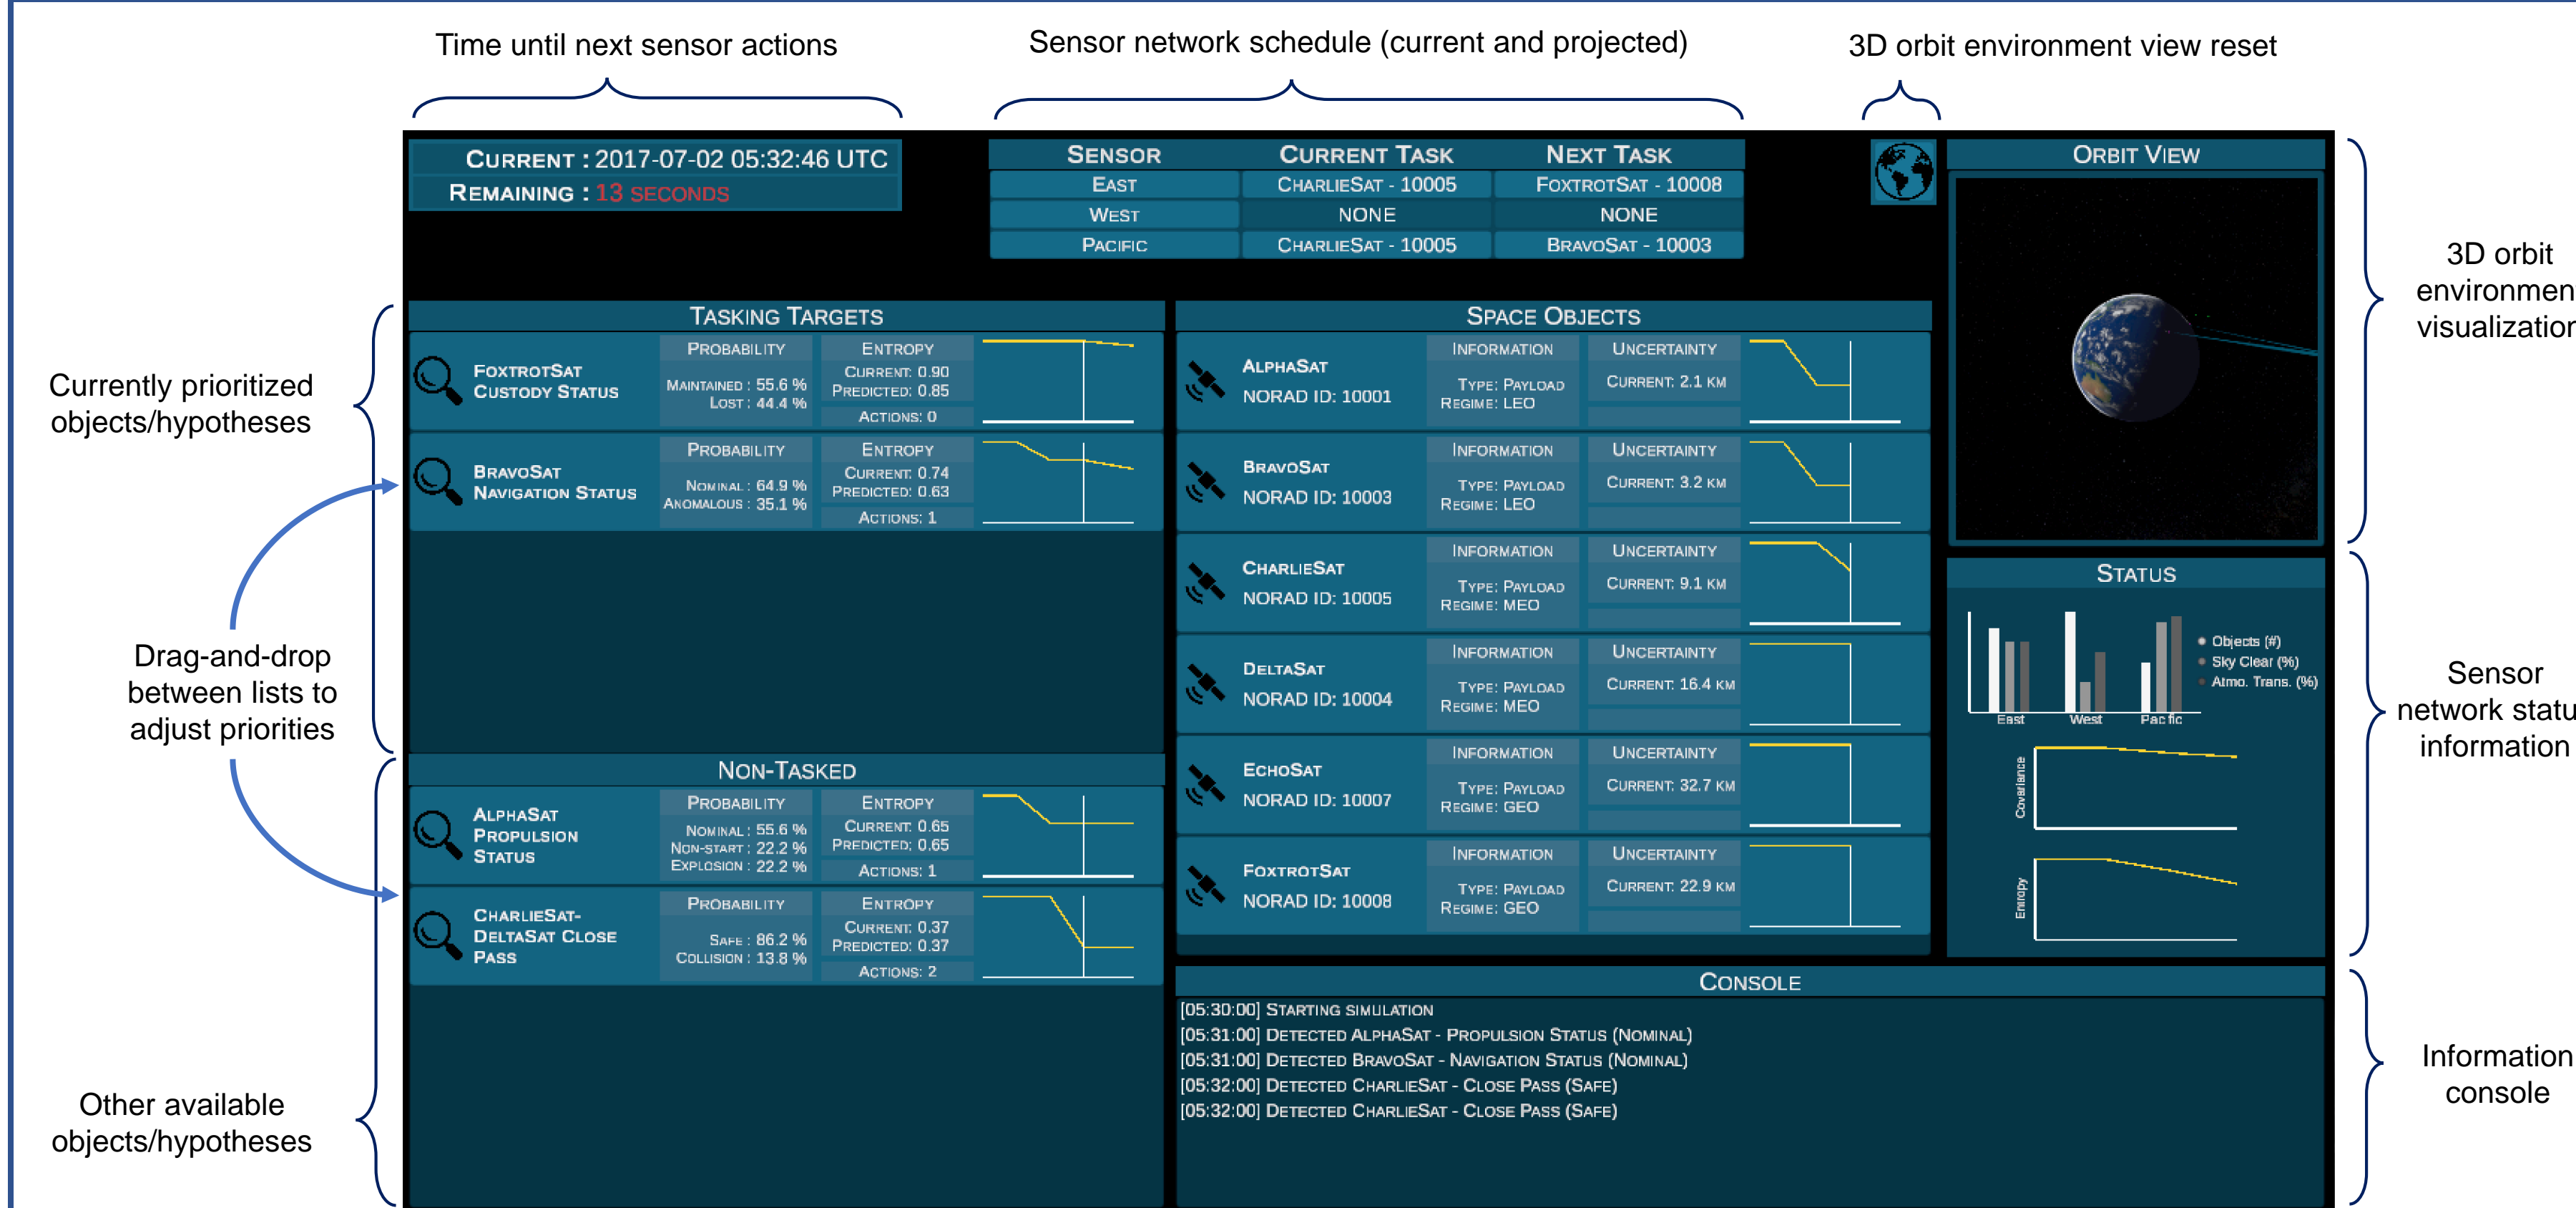 Time until next sensor actions
Sensor network schedule (current and projected)
3D orbit environment view reset
CURRENT : 2017-07-02 05:32:46 UTC
REMAINING : 13 SECONDS
SENSOR CURRENT TASK NEXT TASK
EAST CHARLIESAT - 10005 FOXTROTSAT - 10008
WEST NONE NONE
PACIFIC CHARLIESAT - 10005 BRAVOSAT - 10003
ORBIT VIEW
3D orbit
environmen
visualization
Currently prioritized
objects/hypotheses
Drag-and-drop
between lists to
adjust priorities
Other available
objects/hypotheses
TASKING TARGETS
FOXTROTSAT
CUSTODY STATUS
PROBABILITY
MAINTAINED : 55.6 %
LOST : 44.4 %
ENTROPY
CURRENT: 0.90
PREDICTED: 0.85
ACTIONS: 0
BRAVOSAT
NAVIGATION STATUS
PROBABILITY
NOMINAL : 64.9 %
ANOMALOUS : 35.1 %
ENTROPY
CURRENT: 0.74
PREDICTED: 0.63
ACTIONS: 1
NON-TASKED
ALPHASAT
PROPULSION
STATUS
PROBABILITY
NOMINAL : 55.6 %
NON-START : 22.2 %
EXPLOSION : 22.2 %
ENTROPY
CURRENT: 0.65
PREDICTED: 0.65
ACTIONS: 1
CHARLIESAT-
DELTASAT CLOSE
PASS
PROBABILITY
SAFE : 86.2 %
COLLISION : 13.8 %
ENTROPY
CURRENT: 0.37
PREDICTED: 0.37
ACTIONS: 2
SPACE OBJECTS
ALPHASAT
NORAD ID: 10001
INFORMATION
TYPE: PAYLOAD
REGIME: LEO
UNCERTAINTY
CURRENT: 2.1 KM
BRAVOSAT
NORAD ID: 10003
INFORMATION
TYPE: PAYLOAD
REGIME: LEO
UNCERTAINTY
CURRENT: 3.2 KM
CHARLIESAT
NORAD ID: 10005
INFORMATION
TYPE: PAYLOAD
REGIME: MEO
UNCERTAINTY
CURRENT: 9.1 KM
DELTASAT
NORAD ID: 10004
INFORMATION
TYPE: PAYLOAD
REGIME: MEO
UNCERTAINTY
CURRENT: 16.4 KM
ECHOSAT
NORAD ID: 10007
INFORMATION
TYPE: PAYLOAD
REGIME: GEO
UNCERTAINTY
CURRENT: 32.7 KM
FOXTROTSAT
NORAD ID: 10008
INFORMATION
TYPE: PAYLOAD
REGIME: GEO
UNCERTAINTY
CURRENT: 22.9 KM
STATUS
Objects (#)
Sky Clear (%)
Atmo. Trans. (%)
East West Pacific
Covariance
Entropy
Sensor
network statu
information
CONSOLE
[05:30:00] STARTING SIMULATION
[05:31:00] DETECTED ALPHASAT - PROPULSION STATUS (NOMINAL)
[05:31:00] DETECTED BRAVOSAT - NAVIGATION STATUS (NOMINAL)
[05:32:00] DETECTED CHARLIESAT - CLOSE PASS (SAFE)
[05:32:00] DETECTED CHARLIESAT - CLOSE PASS (SAFE)
Information
console